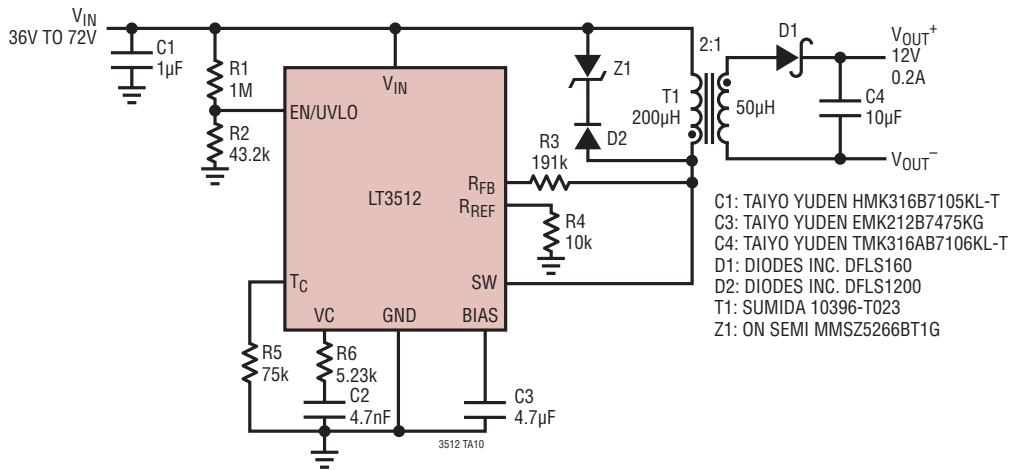 VIN
36V TO 72V
C1
1µF
R1
1M
R2
43.2k
VIN
EN/UVLO
LT3512
RFB
RREF
SW
TC
VC
GND
BIAS
R3
191k
R4
10k
Z1
D2
T1
200µH
2:1
50µH
D1
VOUT+
12V
0.2A
C4
10µF
VOUT–
R5
75k
R6
5.23k
C2
4.7nF
C3
4.7µF
3512 TA10
C1: TAIYO YUDEN HMK316B7105KL-T
C3: TAIYO YUDEN EMK212B7475KG
C4: TAIYO YUDEN TMK316AB7106KL-T
D1: DIODES INC. DFLS160
D2: DIODES INC. DFLS1200
T1: SUMIDA 10396-T023
Z1: ON SEMI MMSZ5266BT1G